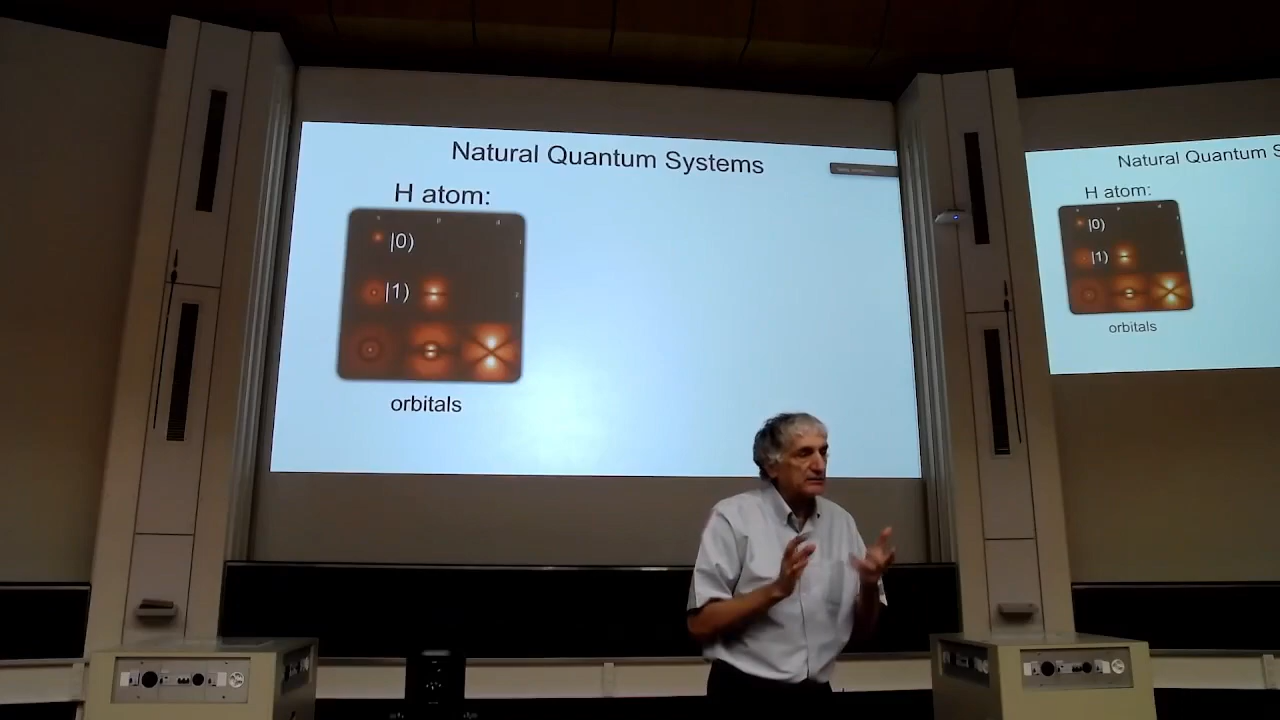 Natural Quantum Systems
H atom:
|0⟩
|1⟩
orbitals
Natural Quantum S
H atom:
|0⟩
|1⟩
orbitals